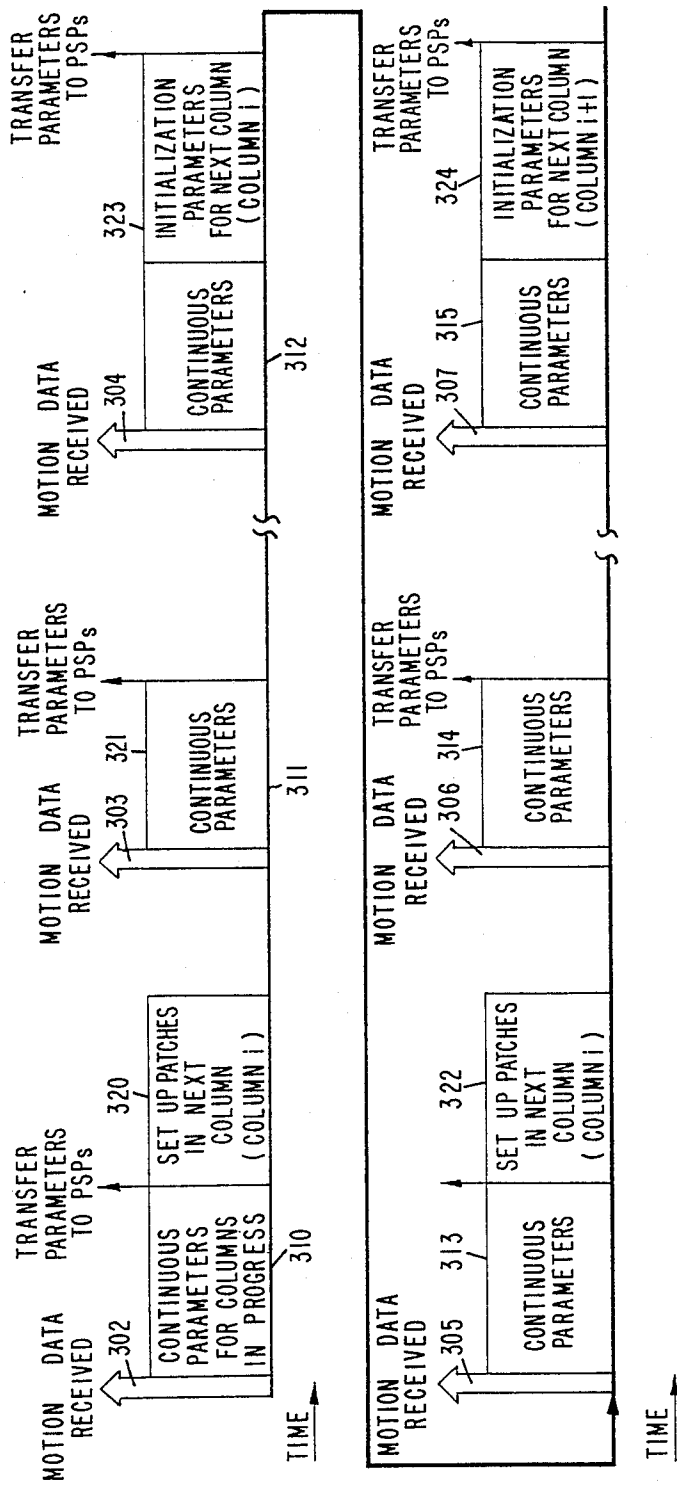 MOTION DATA
RECEIVED
302
TRANSFER
PARAMETERS
TO PSPs
320
CONTINUOUS
PARAMETERS
FOR COLUMNS
IN PROGRESS
SET UP PATCHES
IN NEXT
COLUMN
(COLUMN i)
310
MOTION DATA
RECEIVED
303
321
TRANSFER
PARAMETERS
TO PSPs
CONTINUOUS
PARAMETERS
311
MOTION DATA
RECEIVED
304
323
TRANSFER
PARAMETERS
TO PSPs
CONTINUOUS
PARAMETERS
INITIALIZATION
PARAMETERS
FOR NEXT COLUMN
(COLUMN i)
312
TIME
MOTION DATA
RECEIVED
305
313
322
CONTINUOUS
PARAMETERS
SET UP PATCHES
IN NEXT
COLUMN
(COLUMN i)
MOTION DATA
RECEIVED
306
314
TRANSFER
PARAMETERS
TO PSPs
CONTINUOUS
PARAMETERS
MOTION DATA
RECEIVED
307
315
324
TRANSFER
PARAMETERS
TO PSPs
CONTINUOUS
PARAMETERS
INITIALIZATION
PARAMETERS
FOR NEXT COLUMN
(COLUMN i+1)
TIME